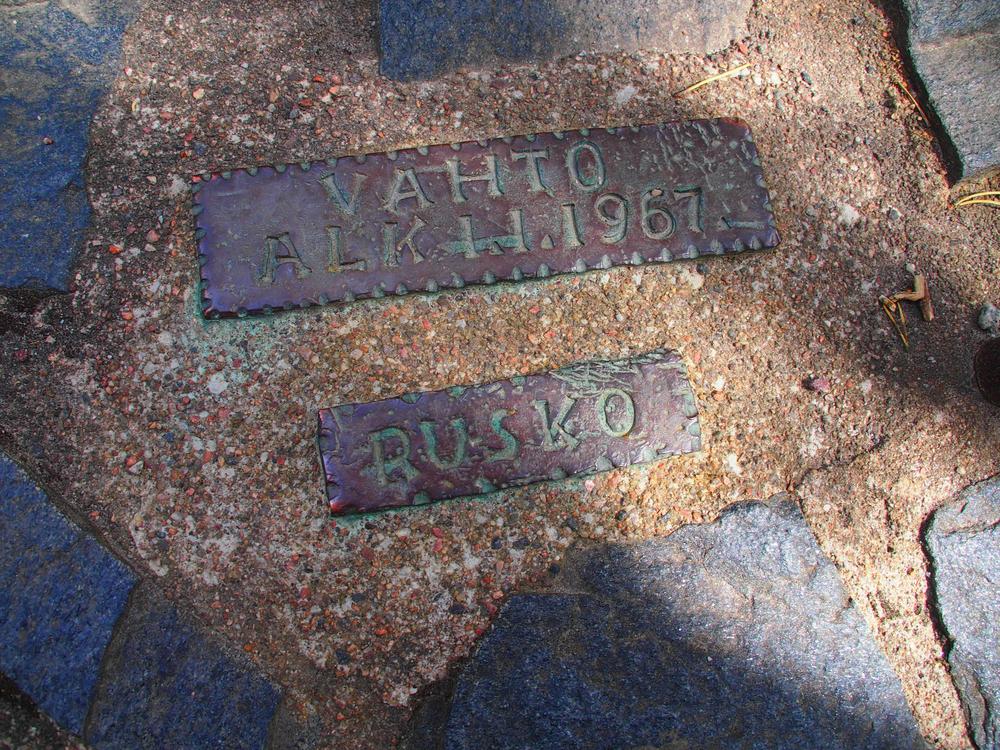 VAHTO
ALK 1.1.1967
RUSKO